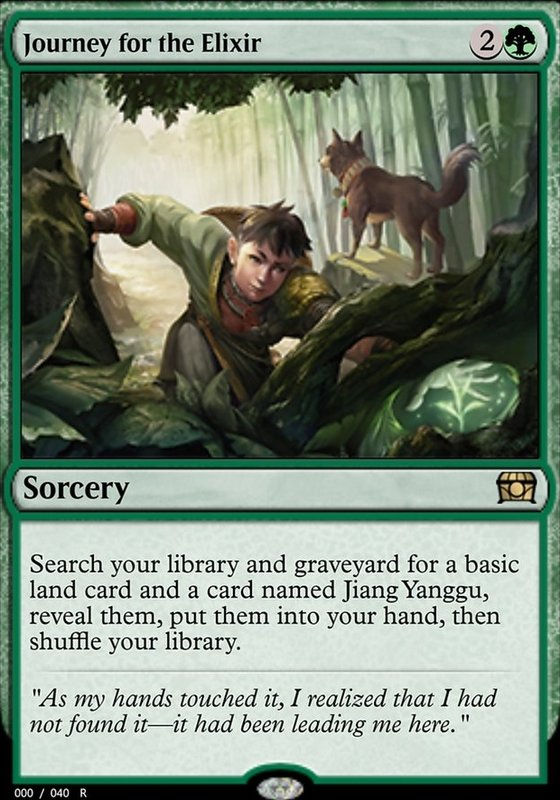 Journey for the Elixir
2
Sorcery
Search your library and graveyard for a basic
land card and a card named Jiang Yanggu,
reveal them, put them into your hand, then
shuffle your library.
"As my hands touched it, I realized that I had
not found it—it had been leading me here."
000 / 040 R